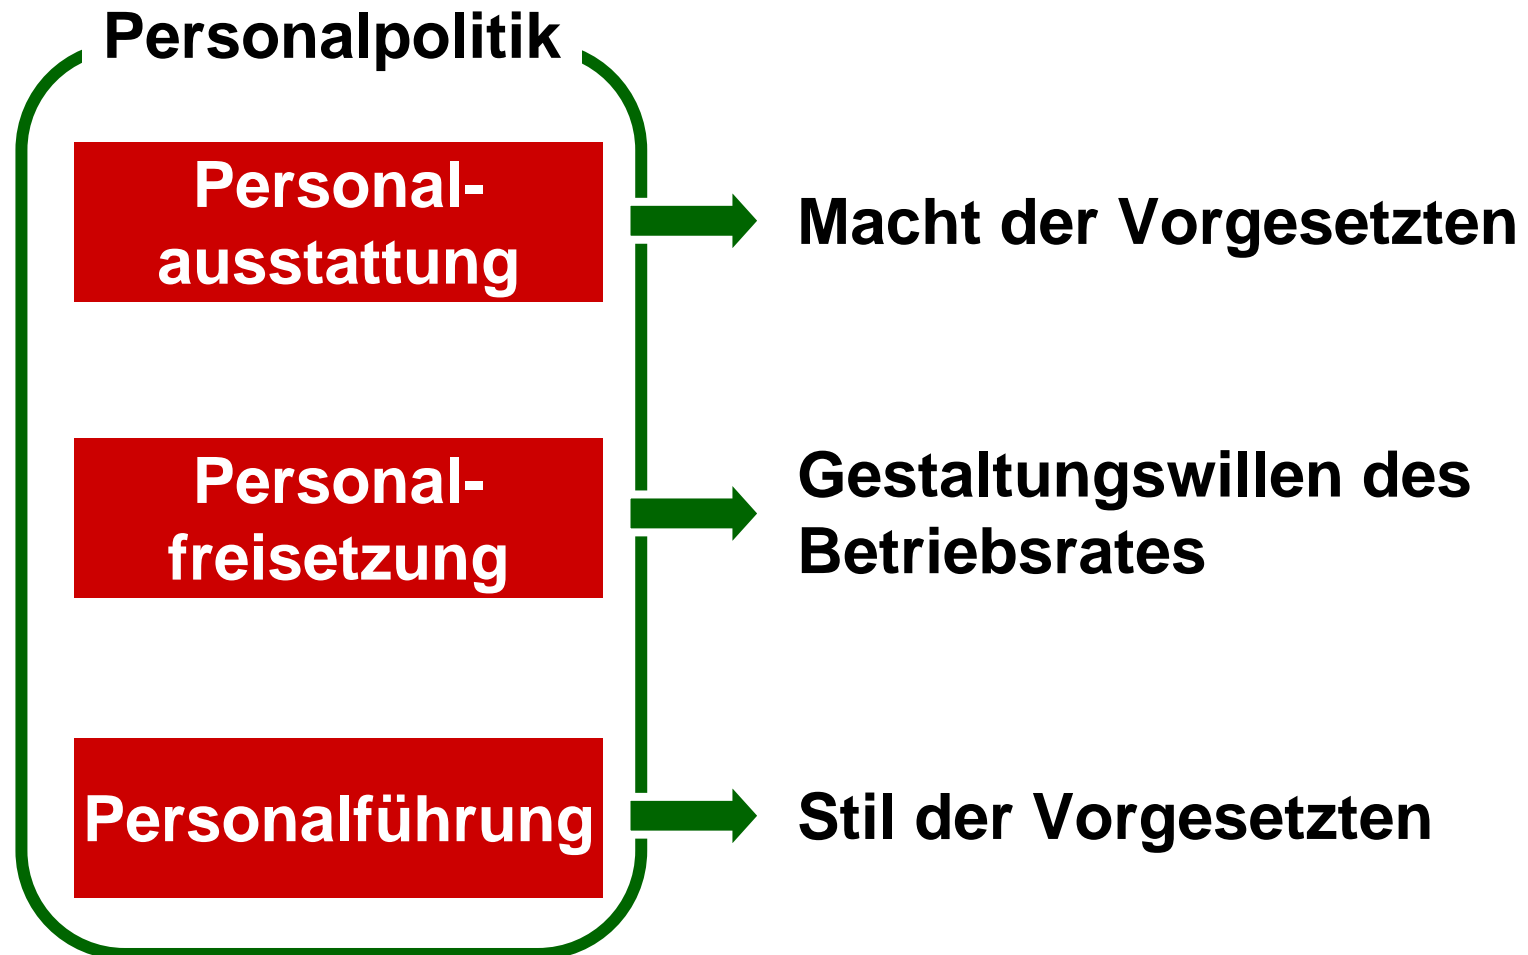 Personalpolitik
Personal-
ausstattung
Macht der Vorgesetzten
Personal-
freisetzung
Gestaltungswillen des
Betriebsrates
Personalführung
Stil der Vorgesetzten